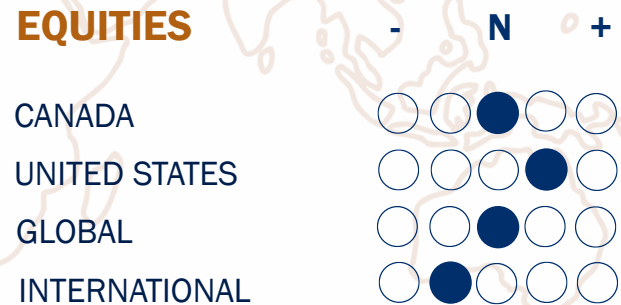 EQUITIES - N +
CANADA
UNITED STATES
GLOBAL
INTERNATIONAL